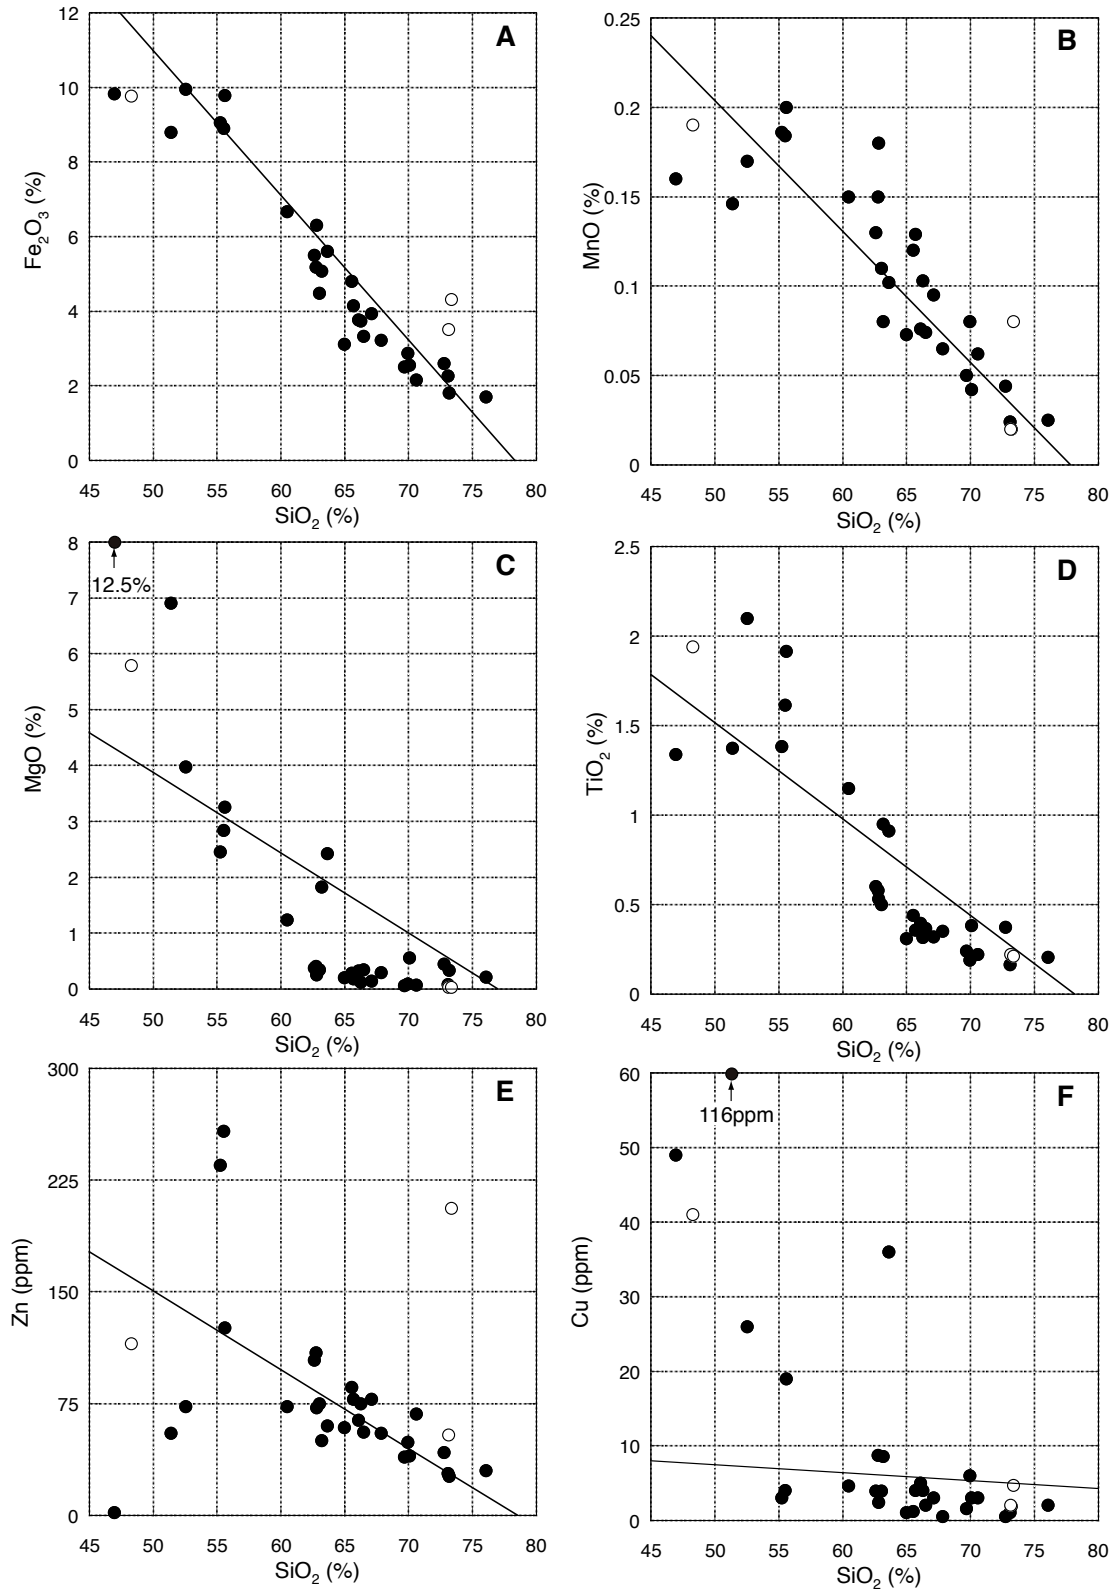 A
12
10
8
6
4
2
0
Fe2O3 (%)
45 50 55 60 65 70 75 80
SiO2 (%)
B
0.25
0.2
0.15
0.1
0.05
0
MnO (%)
45 50 55 60 65 70 75 80
SiO2 (%)
C
12.5%
8
7
6
5
4
3
2
1
0
MgO (%)
45 50 55 60 65 70 75 80
SiO2 (%)
D
2.5
2
1.5
1
0.5
0
TiO2 (%)
45 50 55 60 65 70 75 80
SiO2 (%)
E
300
225
150
75
0
Zn (ppm)
45 50 55 60 65 70 75 80
SiO2 (%)
F
116ppm
60
50
40
30
20
10
0
Cu (ppm)
45 50 55 60 65 70 75 80
SiO2 (%)